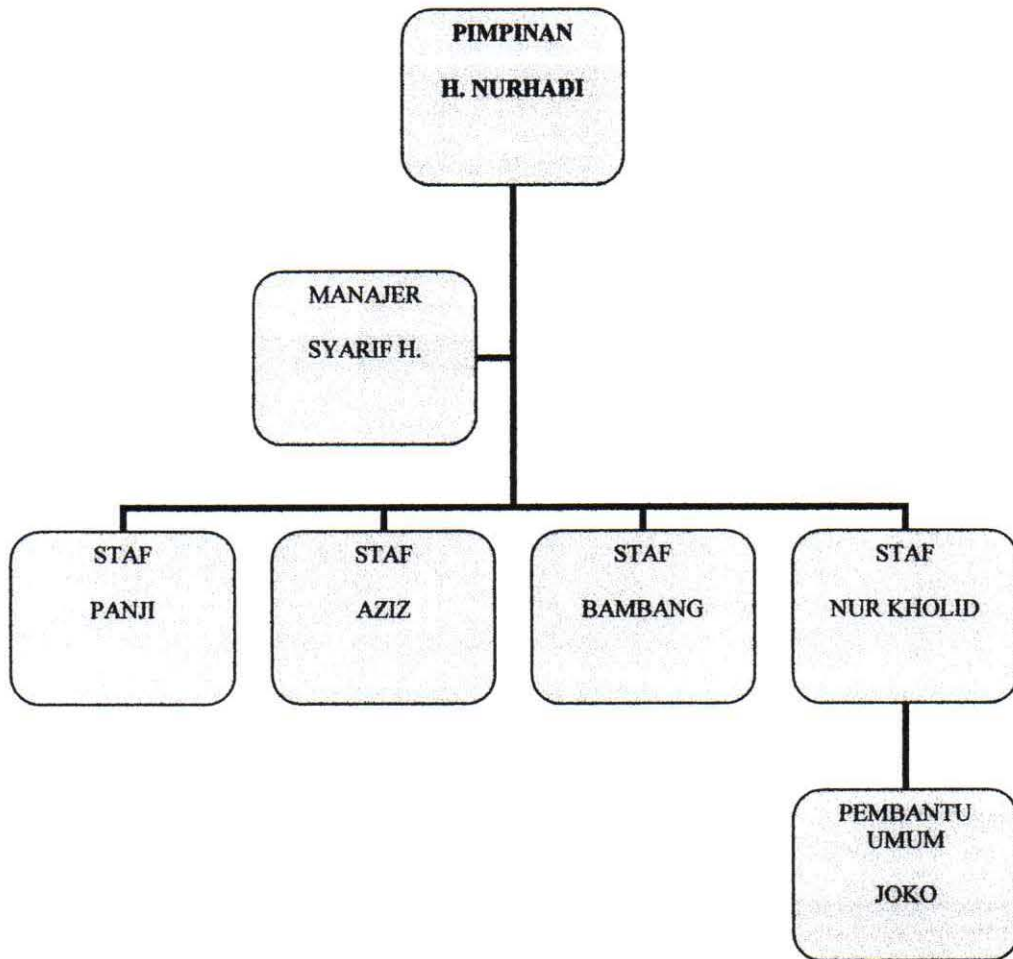 PIMPINAN
H. NURHADI
MANAJER
SYARIF H.
STAF
PANJI
STAF
AZIZ
STAF
BAMBANG
STAF
NUR KHOLID
PEMBANTU
UMUM
JOKO